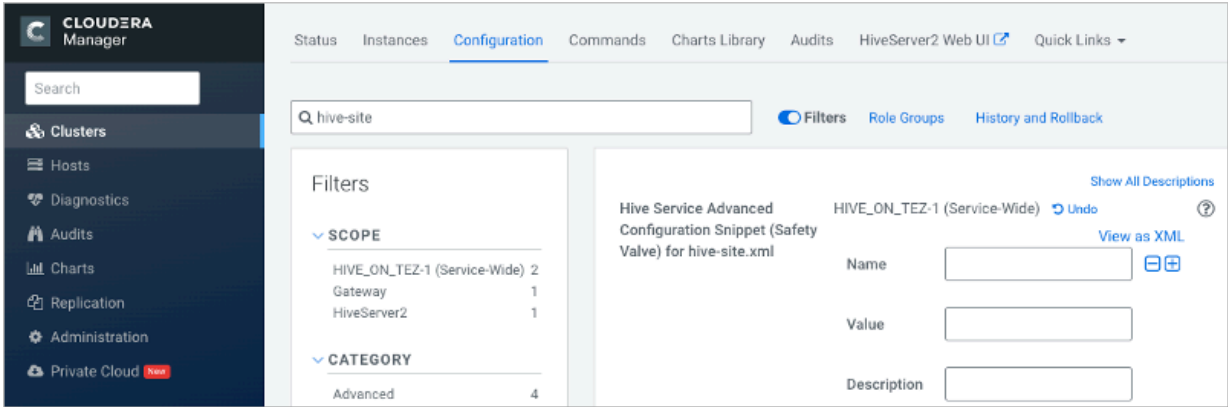 CLOUDERA
Manager
Search
Clusters
Hosts
Diagnostics
Audits
Charts
Replication
Administration
Private Cloud New
Status Instances Configuration Commands Charts Library Audits HiveServer2 Web UI Quick Links
hive-site
Filters Role Groups History and Rollback
Filters
SCOPE
HIVE_ON_TEZ-1 (Service-Wide) 2
Gateway 1
HiveServer2 1
CATEGORY
Advanced 4
Show All Descriptions
Hive Service Advanced
Configuration Snippet (Safety
Valve) for hive-site.xml
HIVE_ON_TEZ-1 (Service-Wide) Undo
View as XML
Name
Value
Description